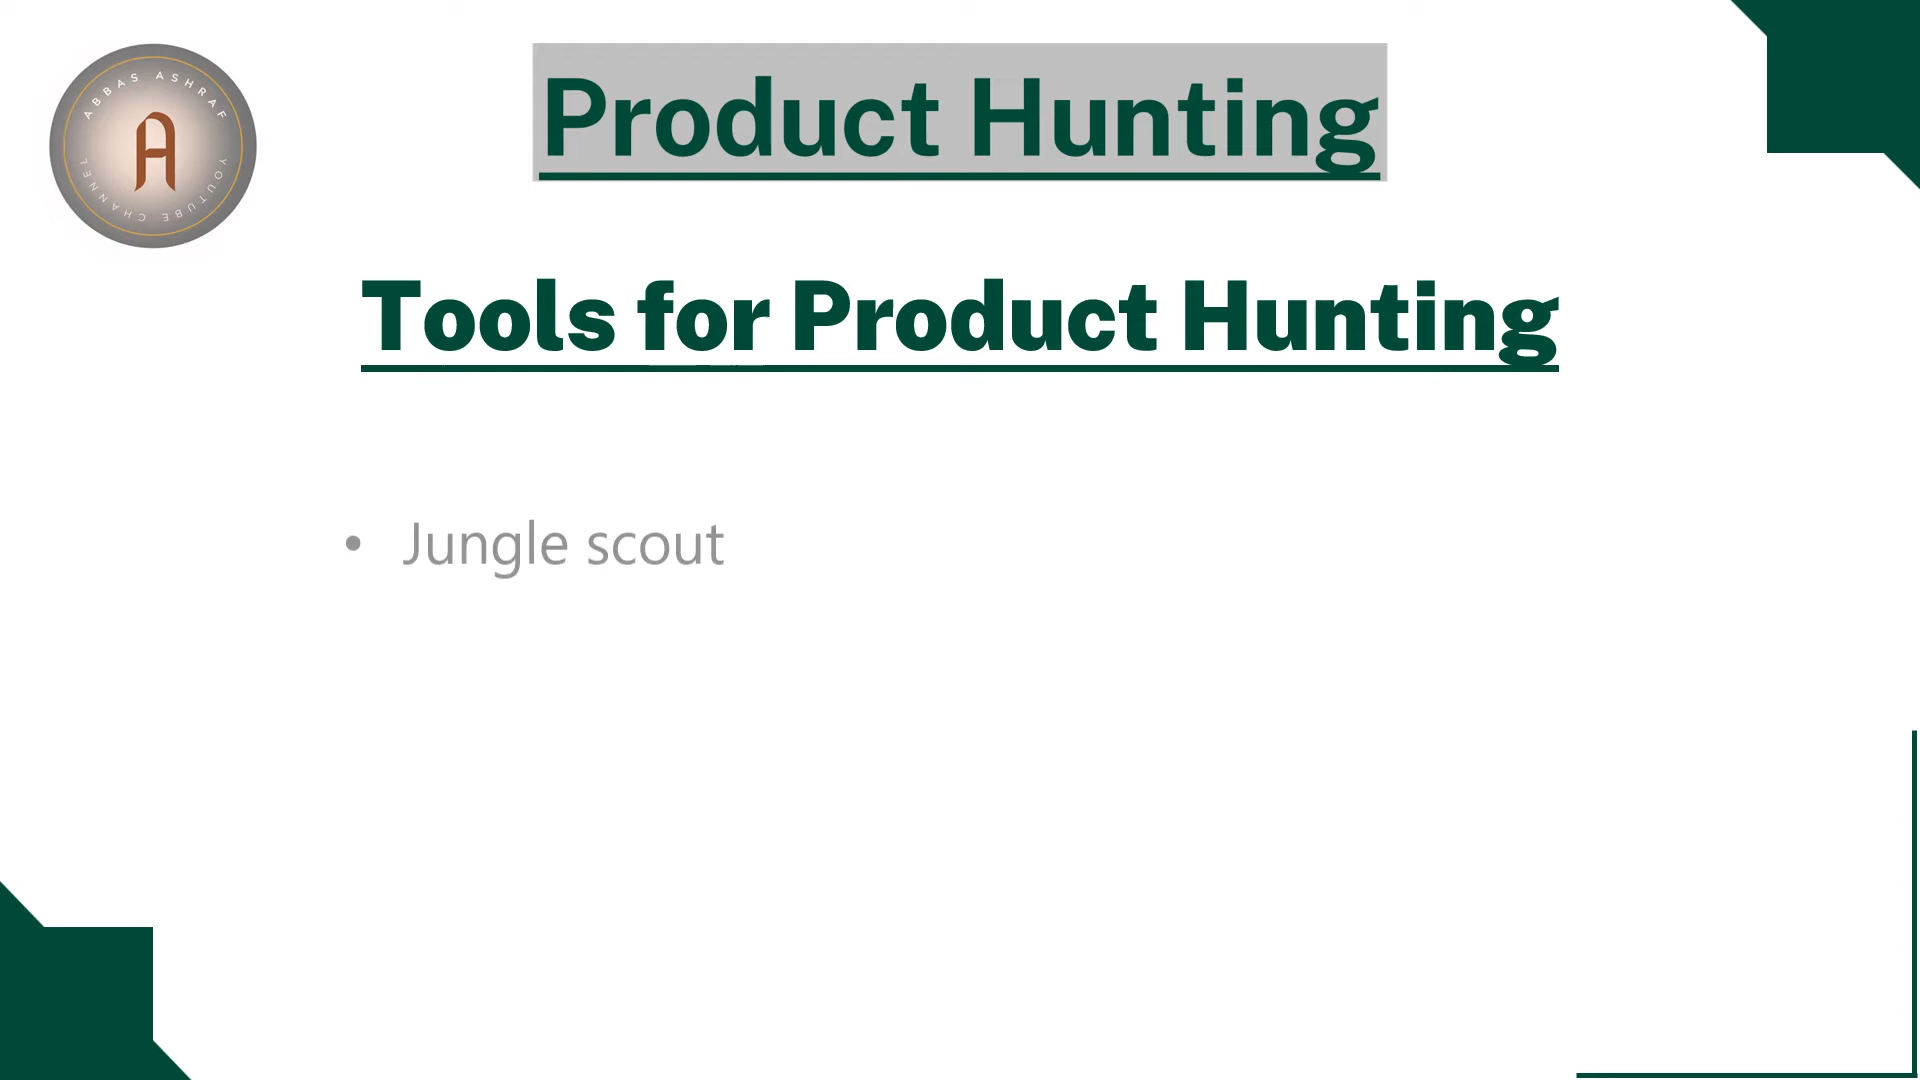 ABBAS ASHRAF
A
YOUTUBE CHANNEL
Product Hunting
Tools for Product Hunting
• Jungle scout